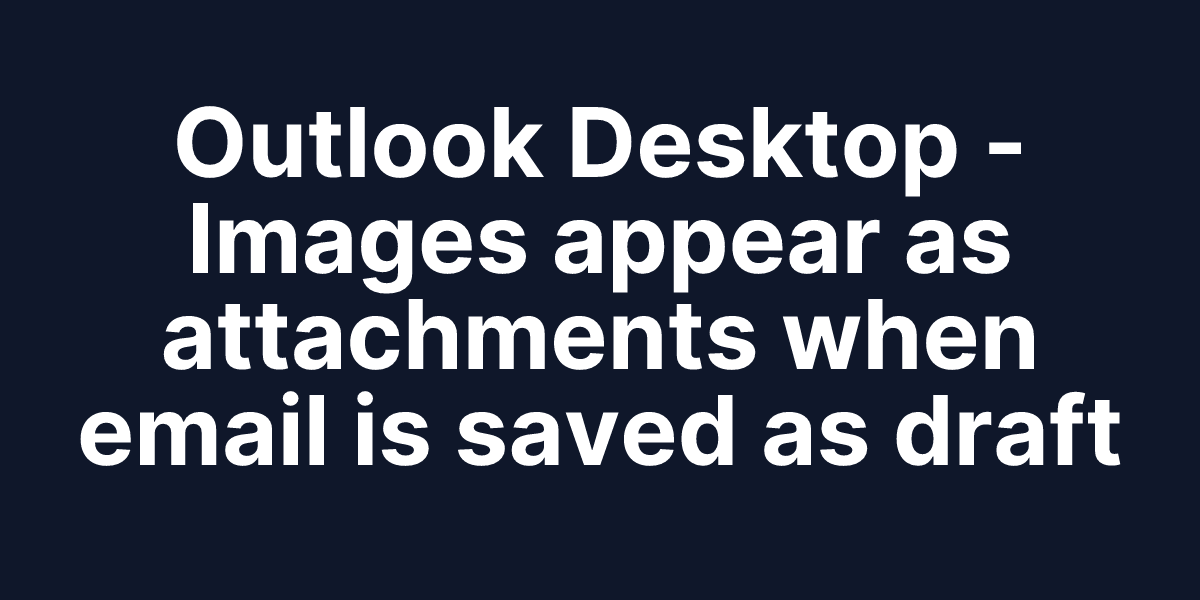 Outlook Desktop -
Images appear as
attachments when
email is saved as draft